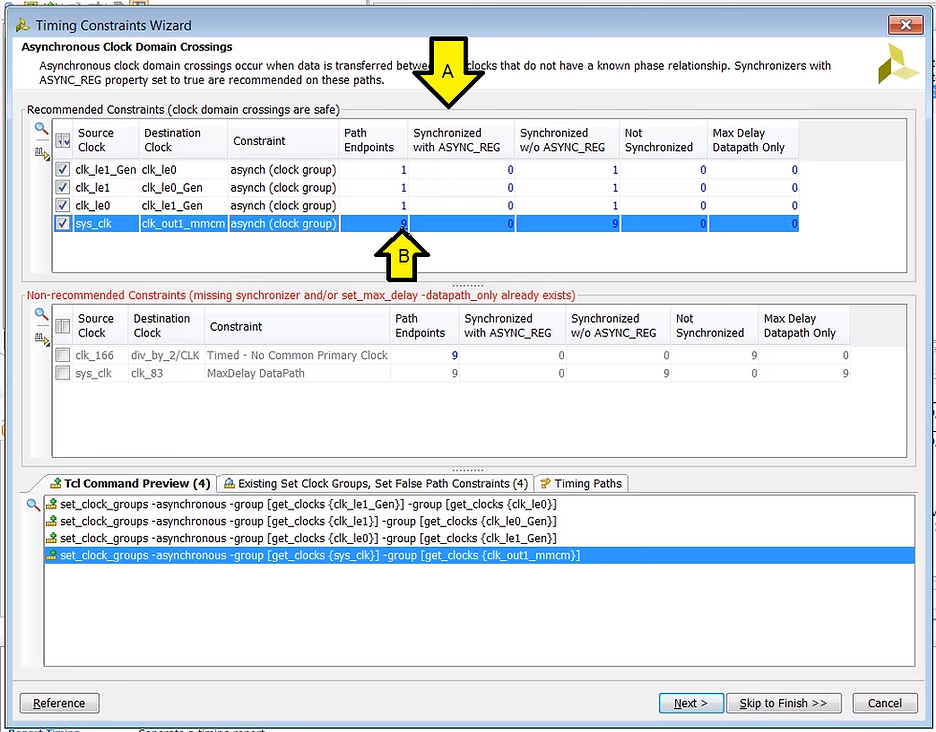 Timing Constraints Wizard
Asynchronous Clock Domain Crossings
Asynchronous clock domain crossings occur when data is transferred clocks that do not have a known phase relationship. Synchronizers with
ASYNC_REG property set to true are recommended on these paths.
A
Recommended Constraints (clock domain crossings are safe)
Source Clock Destination Clock Constraint Path Endpoints Synchronized with ASYNC_REG Synchronized w/o ASYNC_REG Not Synchronized Max Delay Datapath Only
clk_le1_Gen clk_le0 asynch (clock group) 1 0 1 0 0
clk_le1 clk_le0_Gen asynch (clock group) 1 0 1 0 0
clk_le0 clk_le1_Gen asynch (clock group) 1 0 1 0 0
sys_clk clk_out1_mmcm asynch (clock group) 9 0 9 0 0
B
Non-recommended Constraints (missing synchronizer and/or set_max_delay -datapath_only already exists)
Source Clock Destination Clock Constraint Path Endpoints Synchronized with ASYNC_REG Synchronized w/o ASYNC_REG Not Synchronized Max Delay Datapath Only
clk_166 div_by_2/CLK Timed - No Common Primary Clock 9 0 0 9 0
sys_clk clk_83 MaxDelay DataPath 9 0 9 0 9
Tcl Command Preview (4) Existing Set Clock Groups, Set False Path Constraints (4) Timing Paths
set_clock_groups -asynchronous -group [get_clocks {clk_le1_Gen}] -group [get_clocks {clk_le0}]
set_clock_groups -asynchronous -group [get_clocks {clk_le1}] -group [get_clocks {clk_le0_Gen}]
set_clock_groups -asynchronous -group [get_clocks {clk_le0}] -group [get_clocks {clk_le1_Gen}]
set_clock_groups -asynchronous -group [get_clocks {sys_clk}] -group [get_clocks {clk_out1_mmcm}]
Reference Next > Skip to Finish >> Cancel